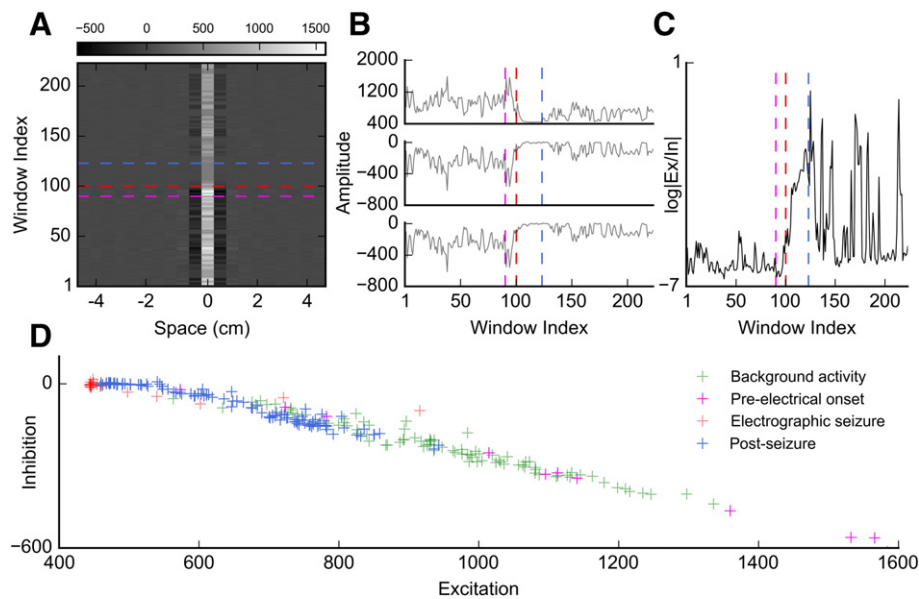 A
−500 0 500 1000 1500
200
150
100
50
1
Window Index
-4 -2 0 2 4
Space (cm)
B
2000
1200
400
0
−400
−800
0
−400
−800
Amplitude
1 50 100 150 200
Window Index
C
1
−7
log|Ex/In|
1 50 100 150 200
Window Index
D
0
−600
Inhibition
400 600 800 1000 1200 1400 1600
Excitation
Background activity
Pre-electrical onset
Electrographic seizure
Post-seizure